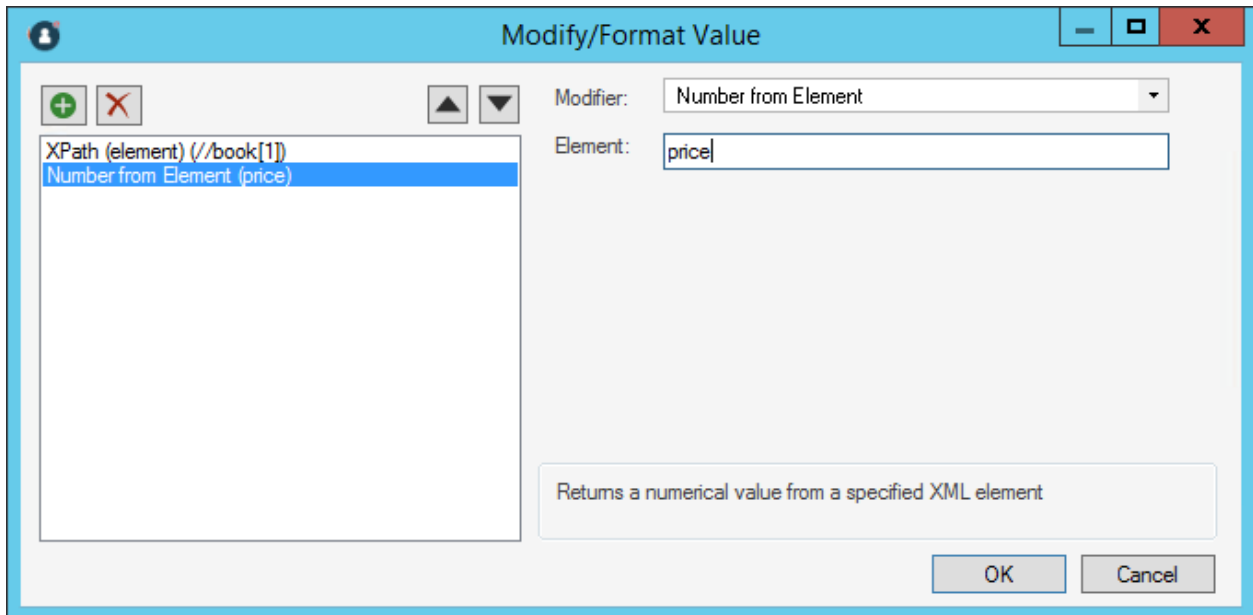 Modify/Format Value
Modifier: Number from Element
XPath (element) (//book[1])
Element: price
Number from Element (price)
Returns a numerical value from a specified XML element
OK Cancel